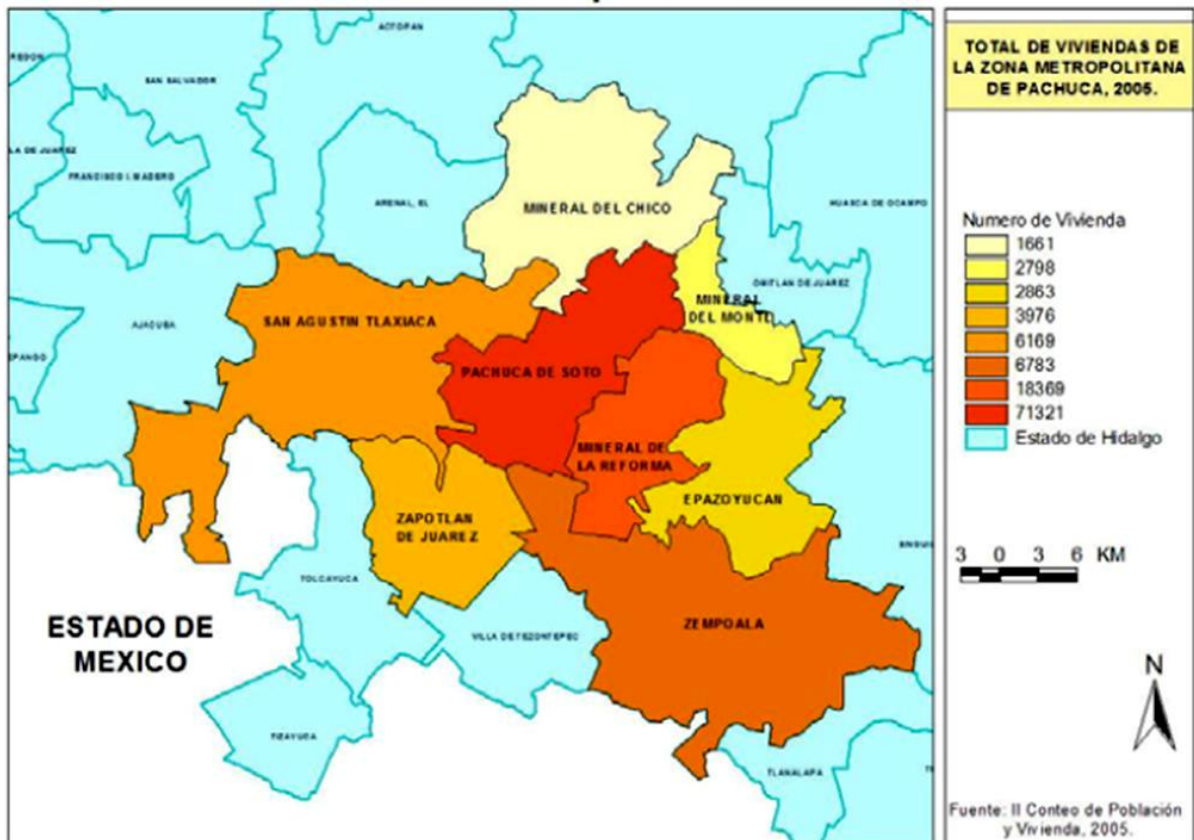 ACTOPAN
SAN SALVADOR
LA DE JUAREZ
FRANCISCO I. MADERO
ARENAL, EL
MINERAL DEL CHICO
HUASCA DE OCAMPO
OMITLAN DE JUAREZ
MINERAL
DEL MONTE
AJACUBA
SAN AGUSTIN TLAXIACA
EPANGO
PACHUCA DE SOTO
MINERAL DE
LA REFORMA
EPAZOYUCAN
ZAPOTLAN
DE JUAREZ
TOLCAYUCA
ZEMPOALA
VILLA DE TEZONTEPEC
ESTADO DE
MEXICO
TIZAYUCA
TLANALAPA
TOTAL DE VIVIENDAS DE
LA ZONA METROPOLITANA
DE PACHUCA, 2005.
Numero de Vivienda
1661
2798
2863
3976
6169
6783
18369
71321
Estado de Hidalgo
3 0 3 6 KM
N
Fuente: II Conteo de Población
y Vivienda, 2005.